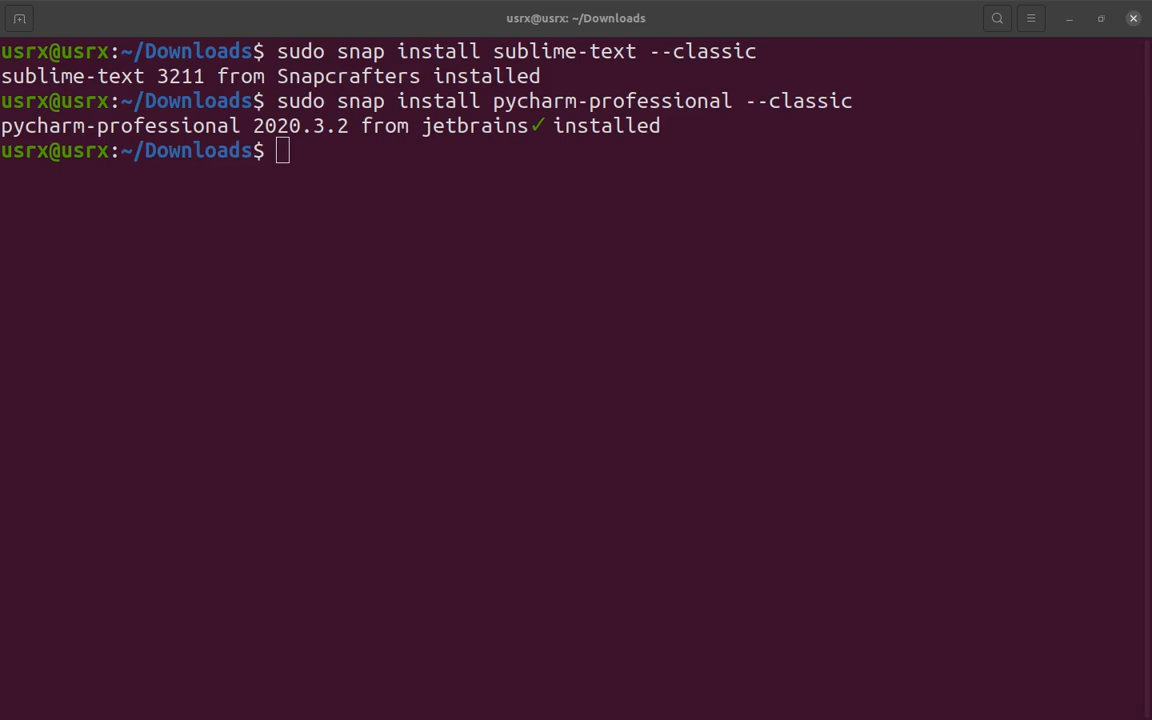 usrx@usrx: ~/Downloads
usrx@usrx:~/Downloads$ sudo snap install sublime-text --classic
sublime-text 3211 from Snapcrafters installed
usrx@usrx:~/Downloads$ sudo snap install pycharm-professional --classic
pycharm-professional 2020.3.2 from jetbrains✓ installed
usrx@usrx:~/Downloads$